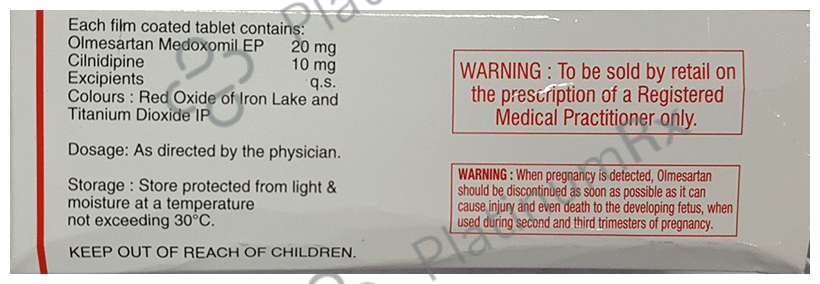 Each film coated tablet contains:
Olmesartan Medoxomil EP 20 mg
Cilnidipine 10 mg
Excipients q.s.
Colours : Red Oxide of Iron Lake and
Titanium Dioxide IP
Dosage: As directed by the physician.
Storage : Store protected from light &
moisture at a temperature
not exceeding 30°C.
KEEP OUT OF REACH OF CHILDREN.
WARNING : To be sold by retail on
the prescription of a Registered
Medical Practitioner only.
WARNING : When pregnancy is detected, Olmesartan
should be discontinued as soon as possible as it can
cause injury and even death to the developing fetus, when
used during second and third trimesters of pregnancy.
PlatinumRx